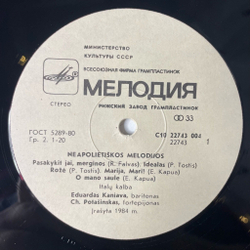 МИНИСТЕРСТВО
КУЛЬТУРЫ СССР
ВСЕСОЮЗНАЯ ФИРМА ГРАМПЛАСТИНОК
МЕЛОДИЯ
СТЕРЕО
РИЖСКИЙ ЗАВОД ГРАМПЛАСТИНОК
33
ГОСТ 5289-80
Гр. 2. 1-20
С10 22743 004
22743 1
NEAPOLIETIŠKOS MELODIJOS
Pasakykit jai, merginos (R. Falvas). Idealas (P. Tostis).
Rožė (P. Tostis). Marija, Mari! (E. Kapua)
O mano saule (E. Kapua)
Italų kalba
Eduardas Kaniava, baritonas
Ch. Potašinskas, fortepijonas
Įrašyta 1984 m.